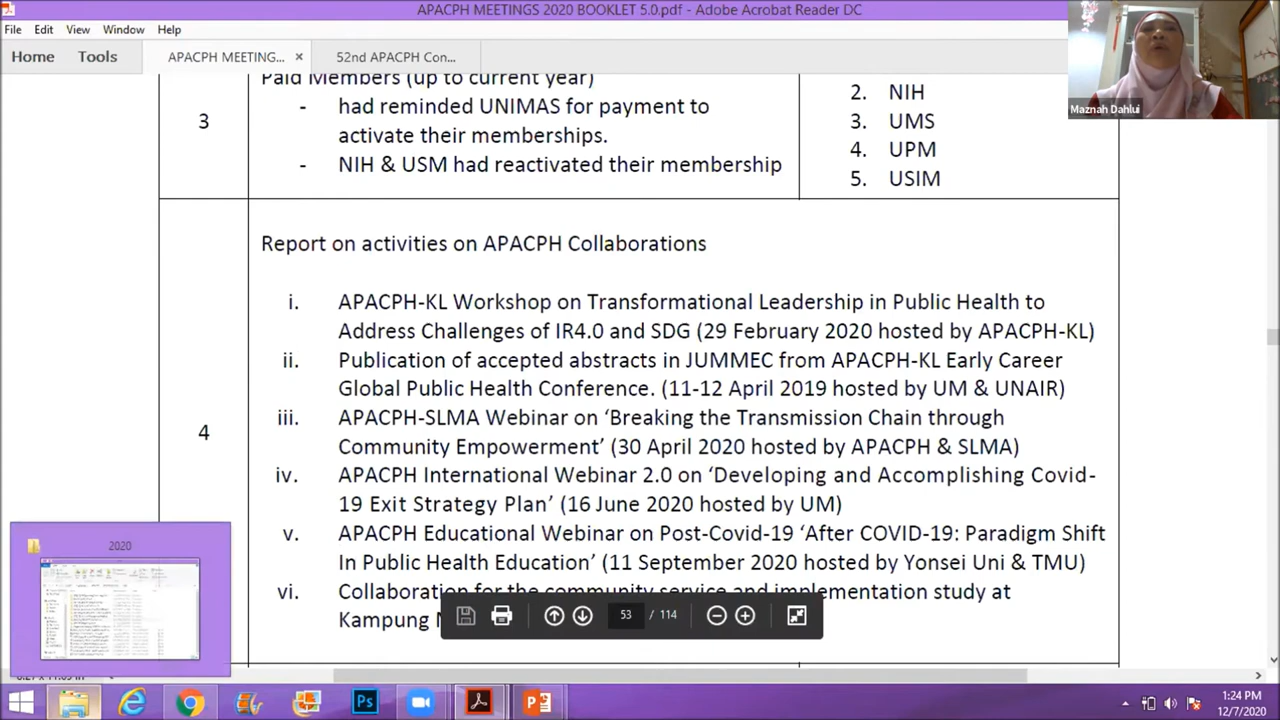 APACPH MEETINGS 2020 BOOKLET 5.0.pdf - Adobe Acrobat Reader DC
File Edit View Window Help
Home Tools APACPH MEETING... × 52nd APACPH Con...
Maznah Dahlui
3
Paid Members (up to current year)
- had reminded UNIMAS for payment to
activate their memberships.
- NIH & USM had reactivated their membership
2. NIH
3. UMS
4. UPM
5. USIM
4
Report on activities on APACPH Collaborations
i. APACPH-KL Workshop on Transformational Leadership in Public Health to
Address Challenges of IR4.0 and SDG (29 February 2020 hosted by APACPH-KL)
ii. Publication of accepted abstracts in JUMMEC from APACPH-KL Early Career
Global Public Health Conference. (11-12 April 2019 hosted by UM & UNAIR)
iii. APACPH-SLMA Webinar on ‘Breaking the Transmission Chain through
Community Empowerment’ (30 April 2020 hosted by APACPH & SLMA)
iv. APACPH International Webinar 2.0 on ‘Developing and Accomplishing Covid-
19 Exit Strategy Plan’ (16 June 2020 hosted by UM)
v. APACPH Educational Webinar on Post-Covid-19 ‘After COVID-19: Paradigm Shift
In Public Health Education’ (11 September 2020 hosted by Yonsei Uni & TMU)
vi. Collaboration for the community service and implementation study at
Kampung
2020
53 / 114
Ps
1:24 PM
12/7/2020